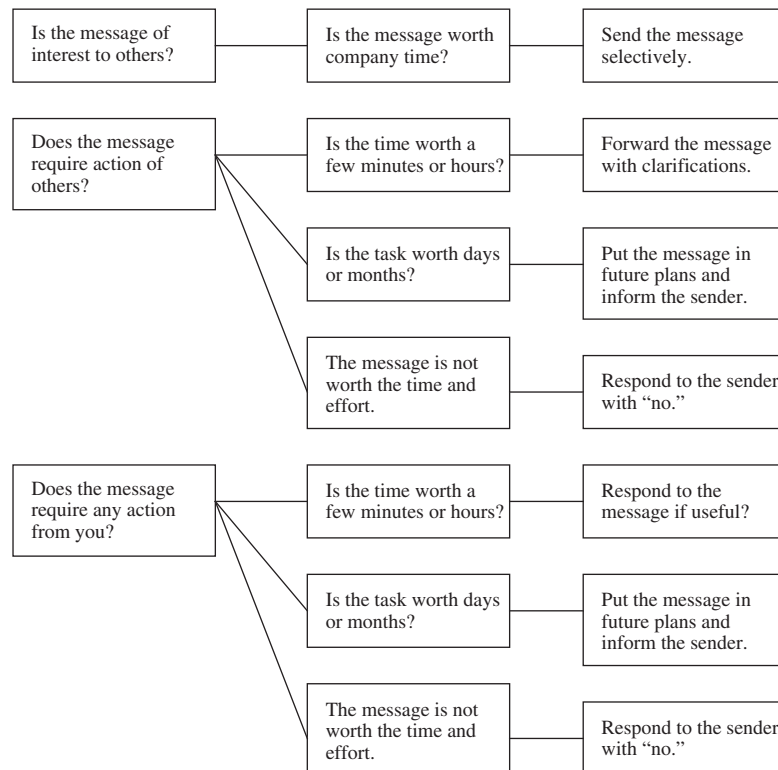 Is the message of
interest to others?
Is the message worth
company time?
Send the message
selectively.
Does the message
require action of
others?
Is the time worth a
few minutes or hours?
Forward the message
with clarifications.
Is the task worth days
or months?
Put the message in
future plans and
inform the sender.
The message is not
worth the time and
effort.
Respond to the sender
with “no.”
Does the message
require any action
from you?
Is the time worth a
few minutes or hours?
Respond to the
message if useful?
Is the task worth days
or months?
Put the message in
future plans and
inform the sender.
The message is not
worth the time and
effort.
Respond to the sender
with “no.”